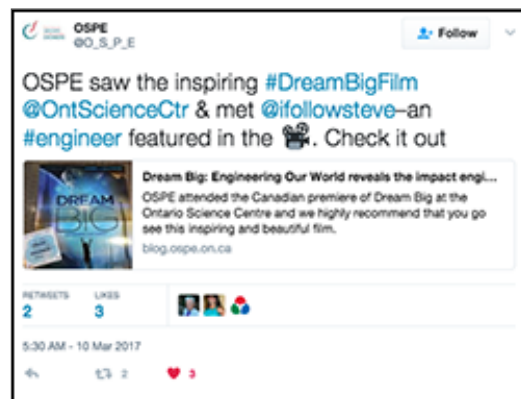 OSPE
@O_S_P_E
Follow
OSPE saw the inspiring #DreamBigFilm
@OntScienceCtr & met @ifollowsteve–an
#engineer featured in the 🎥. Check it out
DREAM
BIG
Dream Big: Engineering Our World reveals the impact engi...
OSPE attended the Canadian premiere of Dream Big at the
Ontario Science Centre and we highly recommend that you go
see this inspiring and beautiful film.
blog.ospe.on.ca
RETWEETS LIKES
2 3
5:30 AM - 10 Mar 2017
2 3